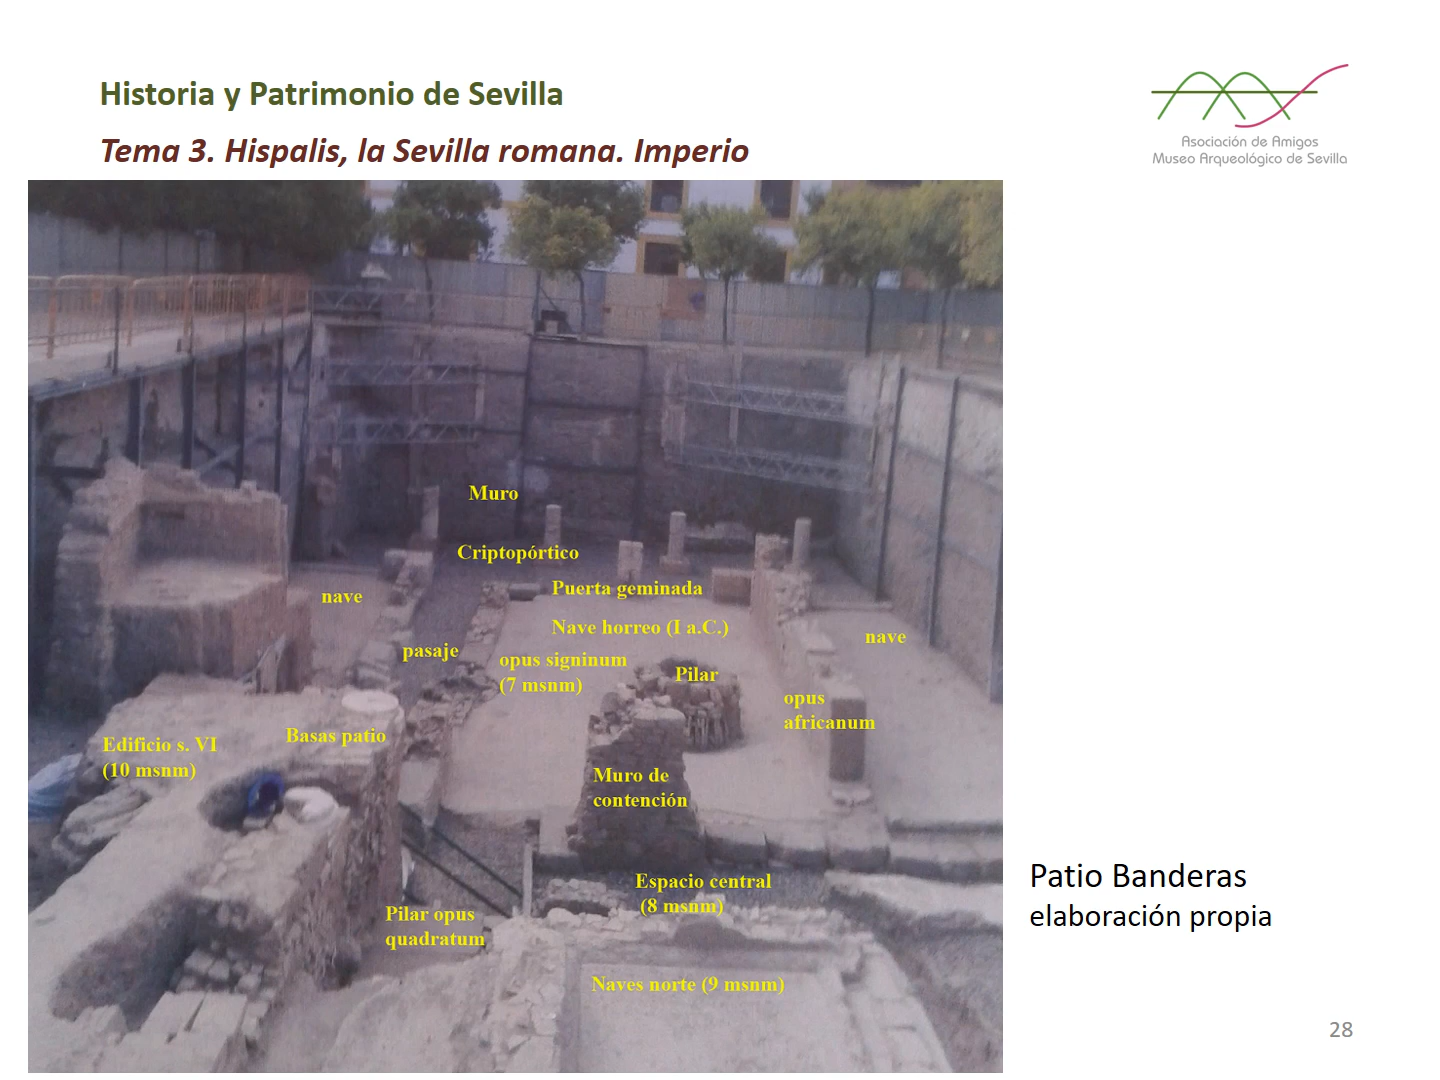 Historia y Patrimonio de Sevilla
Tema 3. Hispalis, la Sevilla romana. Imperio
Asociación de Amigos
Museo Arqueológico de Sevilla
Muro
Criptopórtico
nave
Puerta geminada
Nave horreo (I a.C.)
nave
pasaje
opus signinum
(7 msnm)
Pilar
opus
africanum
Basas patio
Edificio s. VI
(10 msnm)
Muro de
contención
Espacio central
(8 msnm)
Pilar opus
quadratum
Naves norte (9 msnm)
Patio Banderas
elaboración propia
28